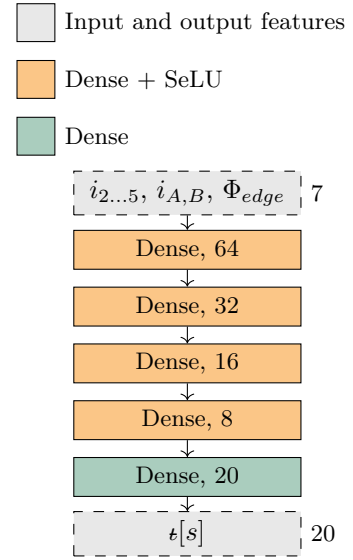 Input and output features
Dense + SeLU
Dense
i_{2...5}, i_{A,B}, Φ_{edge} 7
Dense, 64
Dense, 32
Dense, 16
Dense, 8
Dense, 20
𝓉[s] 20